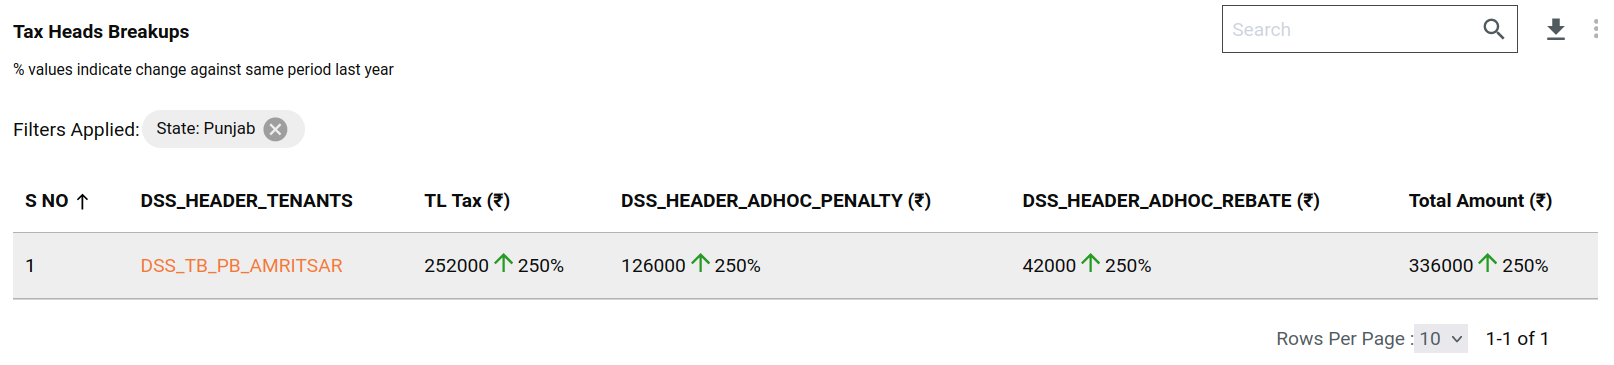 Tax Heads Breakups
Search
% values indicate change against same period last year
Filters Applied: State: Punjab
S NO DSS_HEADER_TENANTS TL Tax (₹) DSS_HEADER_ADHOC_PENALTY (₹) DSS_HEADER_ADHOC_REBATE (₹) Total Amount (₹)
1 DSS_TB_PB_AMRITSAR 252000 250% 126000 250% 42000 250% 336000 250%
Rows Per Page : 10 1-1 of 1